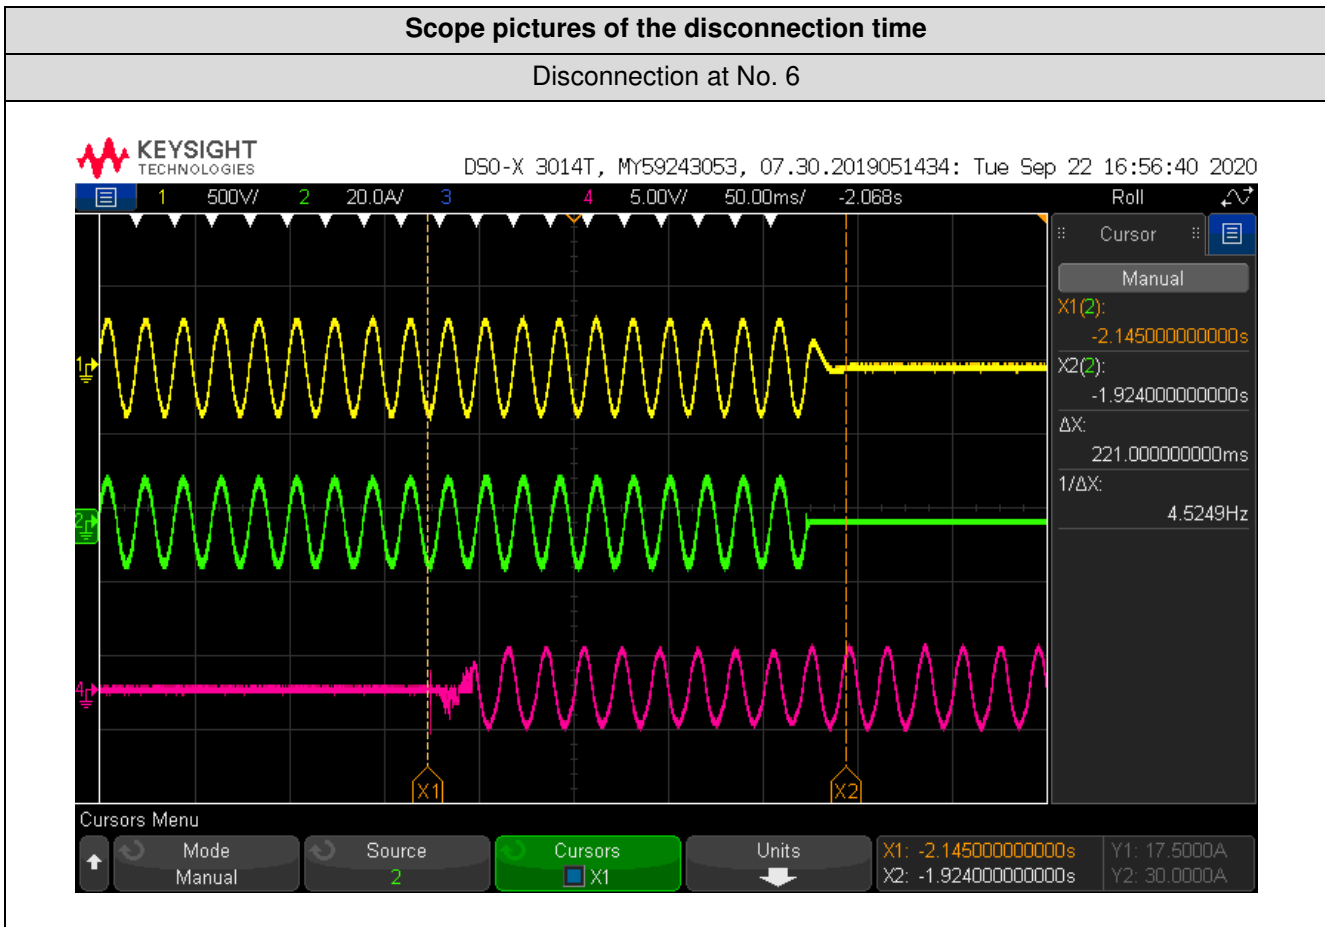 Scope pictures of the disconnection time
Disconnection at No. 6
KEYSIGHT
TECHNOLOGIES
DSO-X 3014T, MY59243053, 07.30.2019051434: Tue Sep 22 16:56:40 2020
1 500V/ 2 20.0A/ 3 4 5.00V/ 50.00ms/ -2.068s Roll
Cursor
Manual
X1(2):
-2.145000000000s
X2(2):
-1.924000000000s
ΔX:
221.000000000ms
1/ΔX:
4.5249Hz
1
2
4
X1 X2
Cursors Menu
Mode
Manual
Source
2
Cursors
X1
Units
X1: -2.145000000000s
X2: -1.924000000000s
Y1: 17.5000A
Y2: 30.0000A